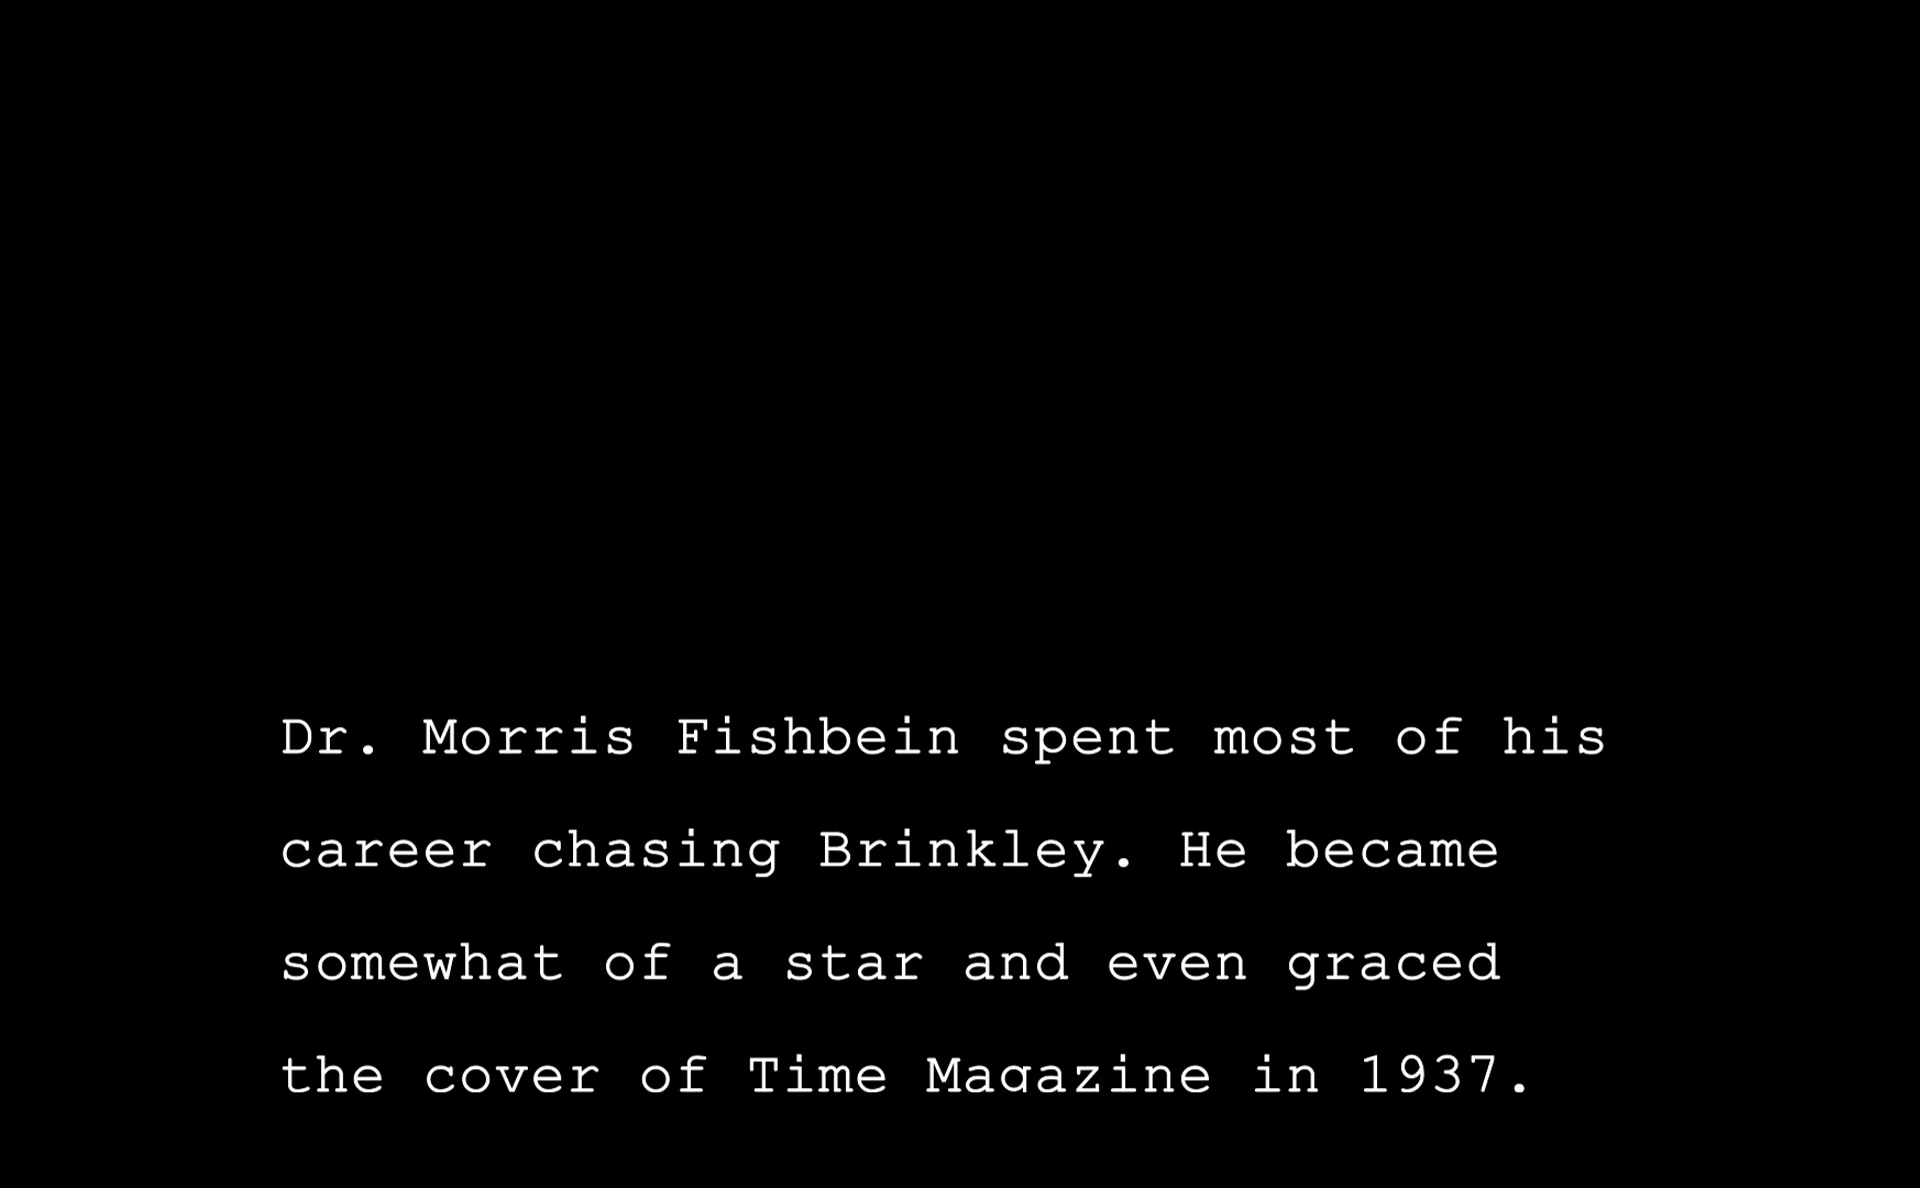 Dr. Morris Fishbein spent most of his
career chasing Brinkley. He became
somewhat of a star and even graced
the cover of Time Magazine in 1937.